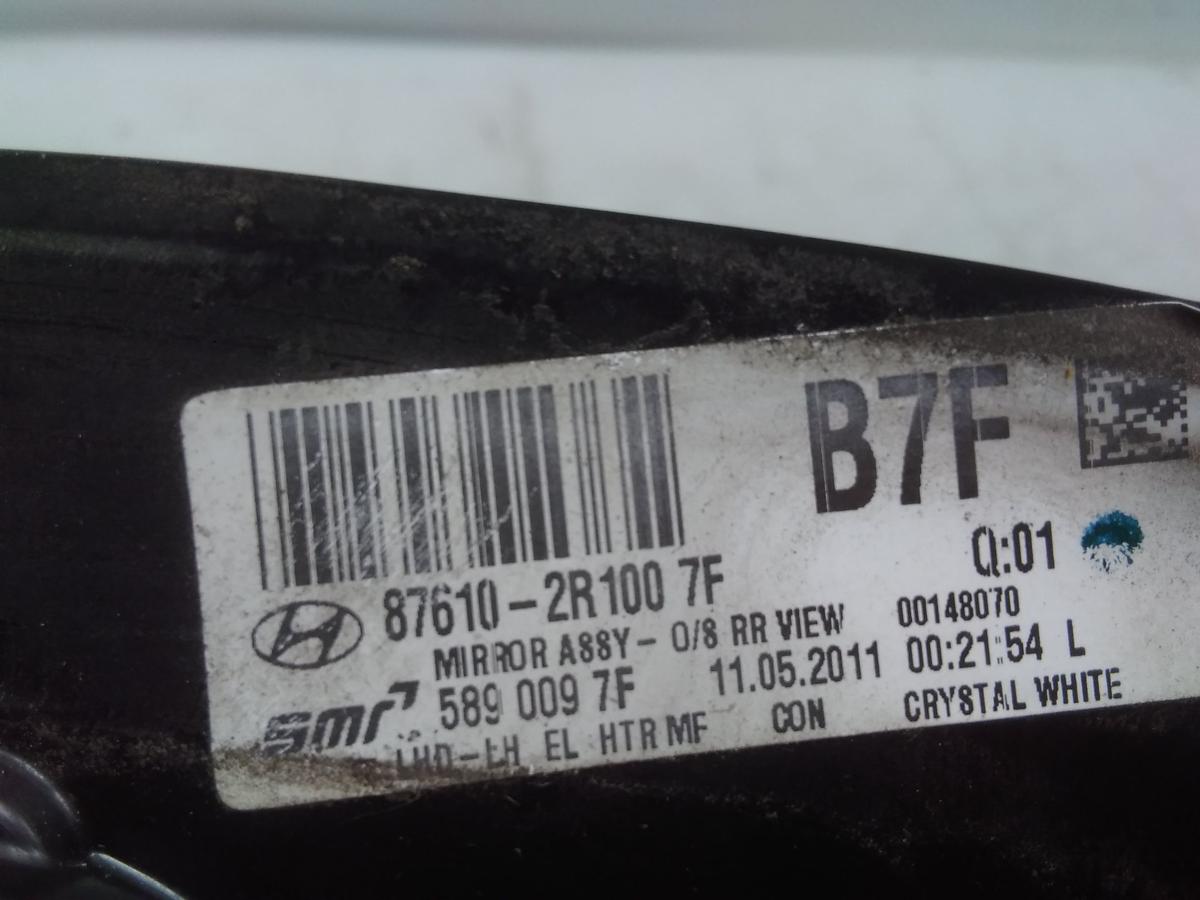 B7F
Q:01
87610-2R100 7F
MIRROR ASSY- O/S RR VIEW 00148070
smr 589 009 7F 11.05.2011 00:21:54 L
LHD-LH EL HTR MF CON CRYSTAL WHITE